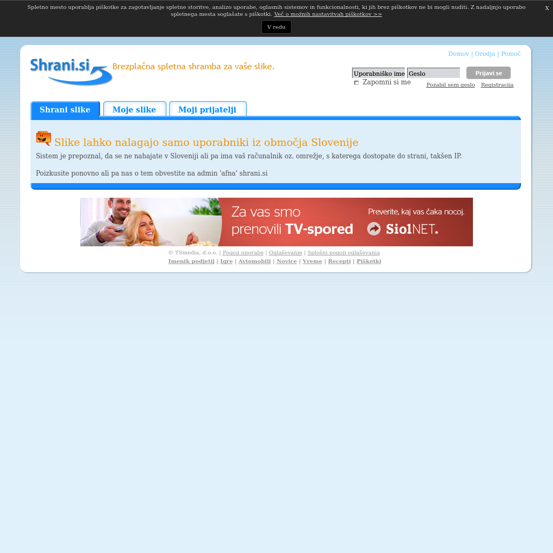 Spletno mesto uporablja piškotke za zagotavljanje spletne storitve, analizo uporabe, oglasnih sistemov in funkcionalnosti, ki jih brez piškotkov ne bi mogli nuditi. Z nadaljnjo uporabo
spletnega mesta soglašate s piškotki. Več o možnih nastavitvah piškotkov >>
x
V redu
Domov | Orodja | Pomoč
Shrani.si
Brezplačna spletna shramba za vaše slike.
Uporabniško ime Geslo Prijavi se
Zapomni si me
Pozabil sem geslo Registracija
Shrani slike Moje slike Moji prijatelji
Slike lahko nalagajo samo uporabniki iz območja Slovenije
Sistem je prepoznal, da se ne nahajate v Sloveniji ali pa ima vaš računalnik oz. omrežje, s katerega dostopate do strani, takšen IP.
Poizkusite ponovno ali pa nas o tem obvestite na admin 'afna' shrani.si
Za vas smo
prenovili TV-spored
Preverite, kaj vas čaka nocoj.
SiOLNET.
© TSmedia, d.o.o. | Pogoji uporabe | Oglaševanje | Splošni pogoji oglaševanja
Imenik podjetij | Igre | Avtomobili | Novice | Vreme | Recepti | Piškotki